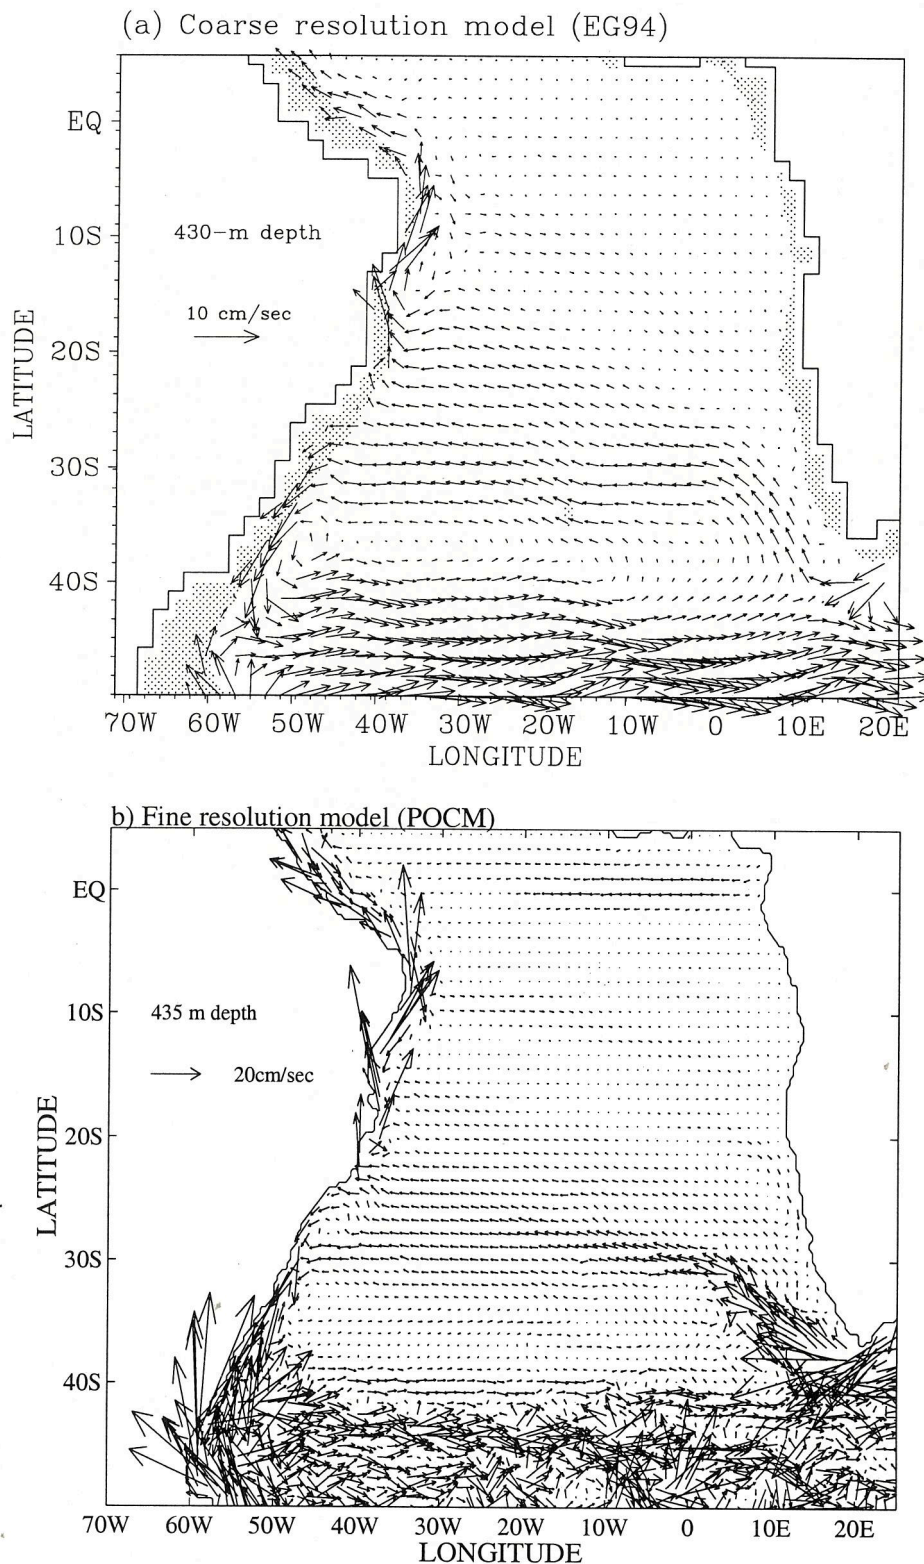 (a) Coarse resolution model (EG94)
EQ
10S
20S
30S
40S
LATITUDE
430-m depth
10 cm/sec
70W 60W 50W 40W 30W 20W 10W 0 10E 20E
LONGITUDE
b) Fine resolution model (POCM)
EQ
10S
20S
30S
40S
LATITUDE
435 m depth
20cm/sec
70W 60W 50W 40W 30W 20W 10W 0 10E 20E
LONGITUDE